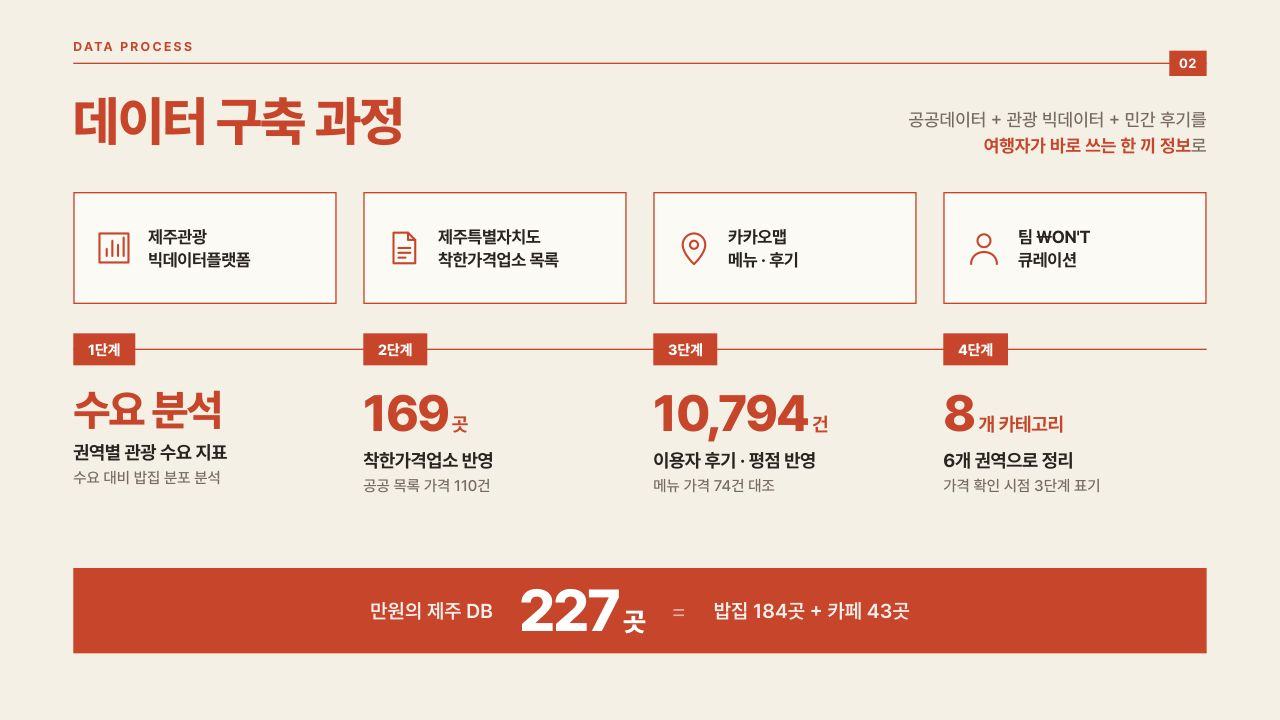 DATA PROCESS
02
데이터 구축 과정
공공데이터 + 관광 빅데이터 + 민간 후기를
여행자가 바로 쓰는 한 끼 정보로
제주관광
빅데이터플랫폼
제주특별자치도
착한가격업소 목록
카카오맵
메뉴 · 후기
팀 ₩ON'T
큐레이션
1단계
2단계
3단계
4단계
수요 분석
권역별 관광 수요 지표
수요 대비 밥집 분포 분석
169곳
착한가격업소 반영
공공 목록 가격 110건
10,794건
이용자 후기 · 평점 반영
메뉴 가격 74건 대조
8개 카테고리
6개 권역으로 정리
가격 확인 시점 3단계 표기
만원의 제주 DB 227곳 = 밥집 184곳 + 카페 43곳